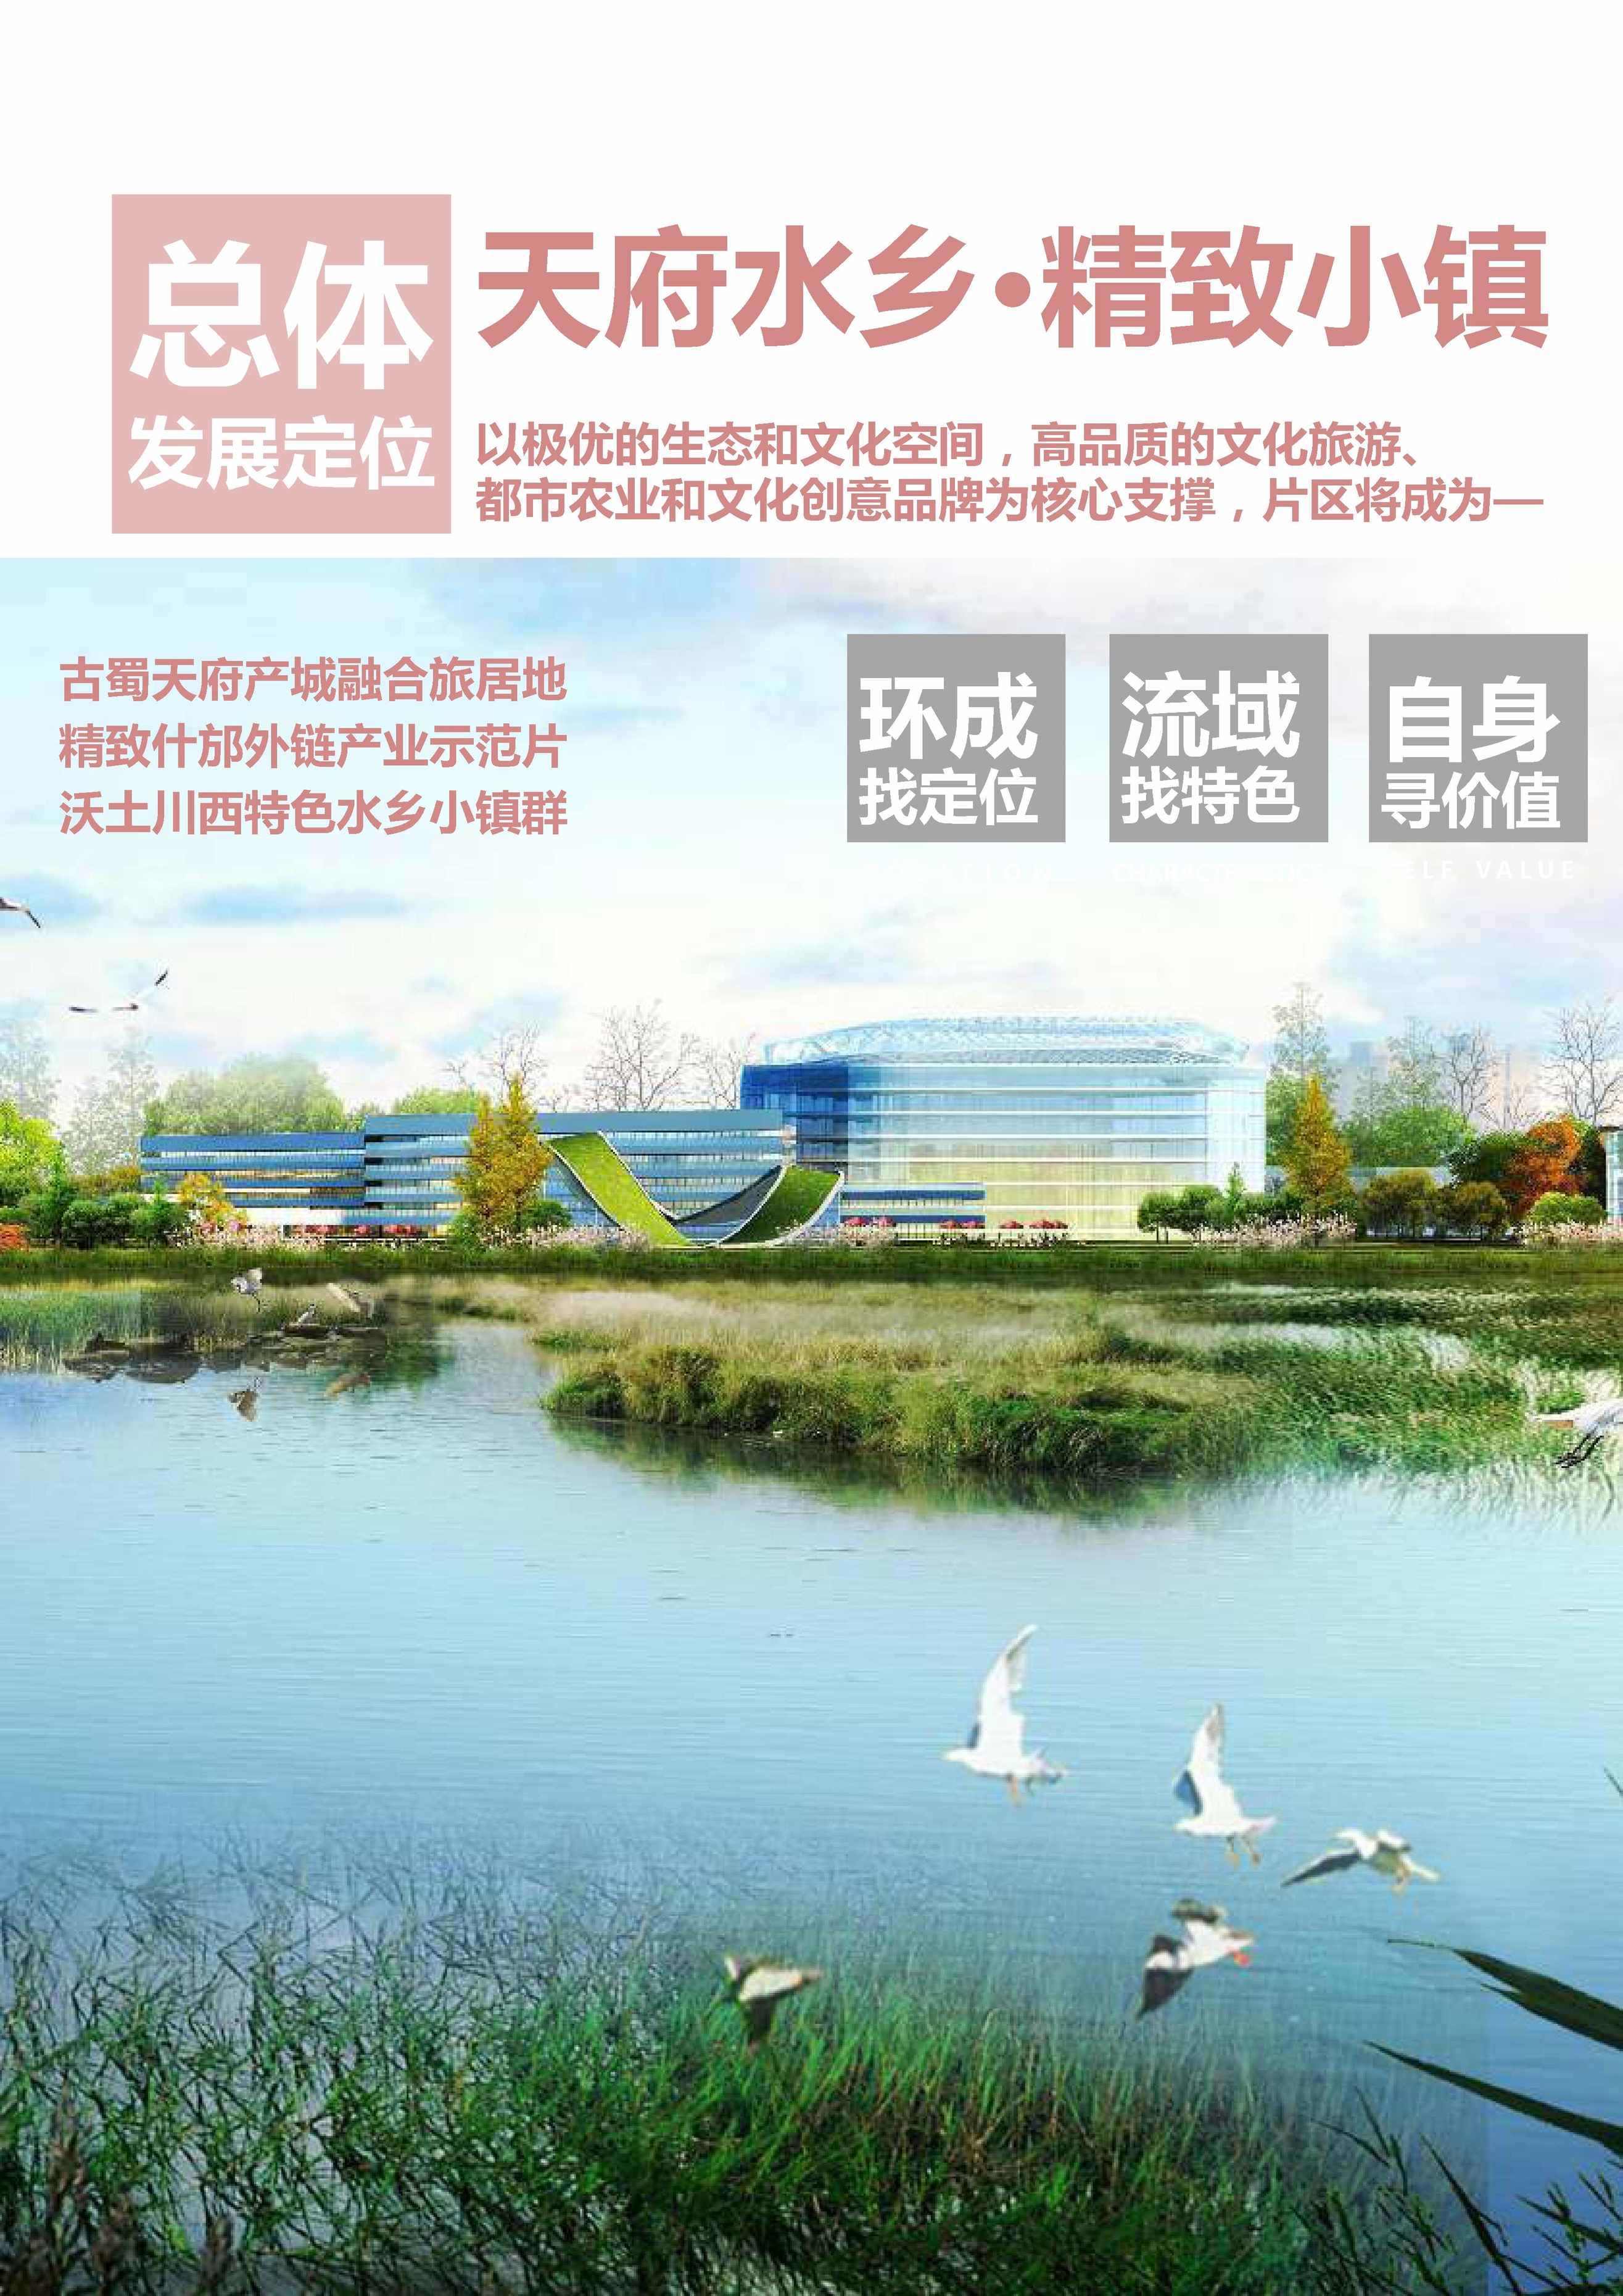 总体
发展定位
天府水乡·精致小镇
以极优的生态和文化空间，高品质的文化旅游、
都市农业和文化创意品牌为核心支撑，片区将成为—
古蜀天府产城融合旅居地
精致什邡外链产业示范片
沃土川西特色水乡小镇群
环成
找定位
流域
找特色
自身
寻价值
VALUE